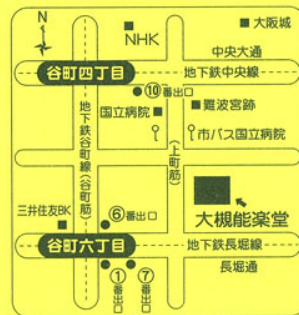 N
NHK
大阪城
中央大通
谷町四丁目
地下鉄中央線
⑩番出口
国立病院
難波宮跡
市バス国立病院
地下鉄谷町線(谷町筋)
(上町筋)
三井住友BK
⑥番出口
大槻能楽堂
谷町六丁目
地下鉄長堀線
①番出口
⑦番出口
長堀通